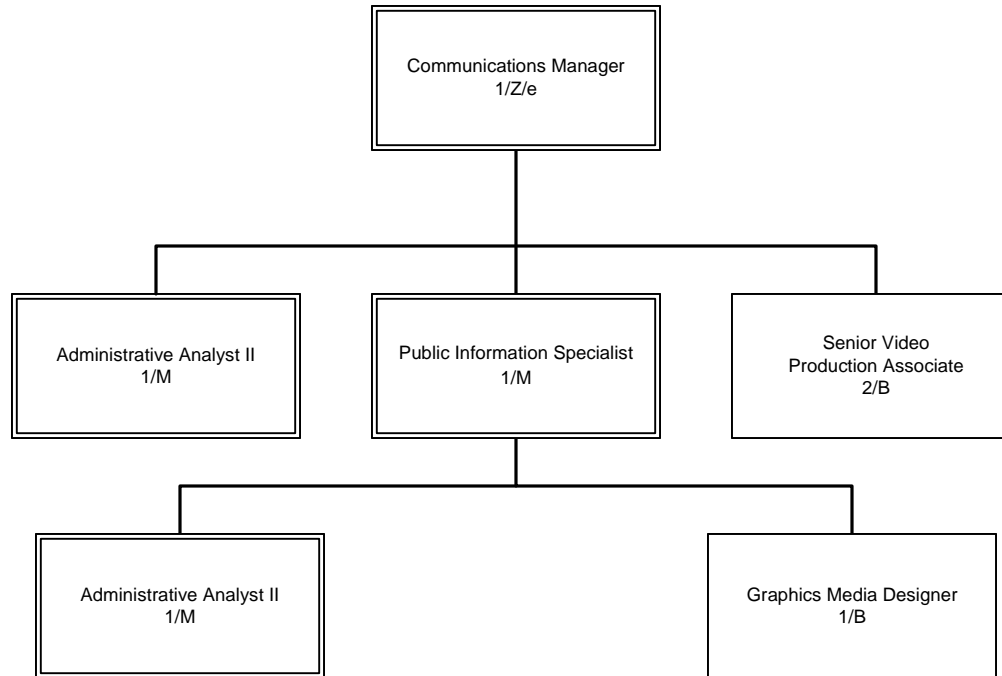 Communications Manager
1/Z/e
Administrative Analyst II
1/M
Public Information Specialist
1/M
Senior Video
Production Associate
2/B
Administrative Analyst II
1/M
Graphics Media Designer
1/B